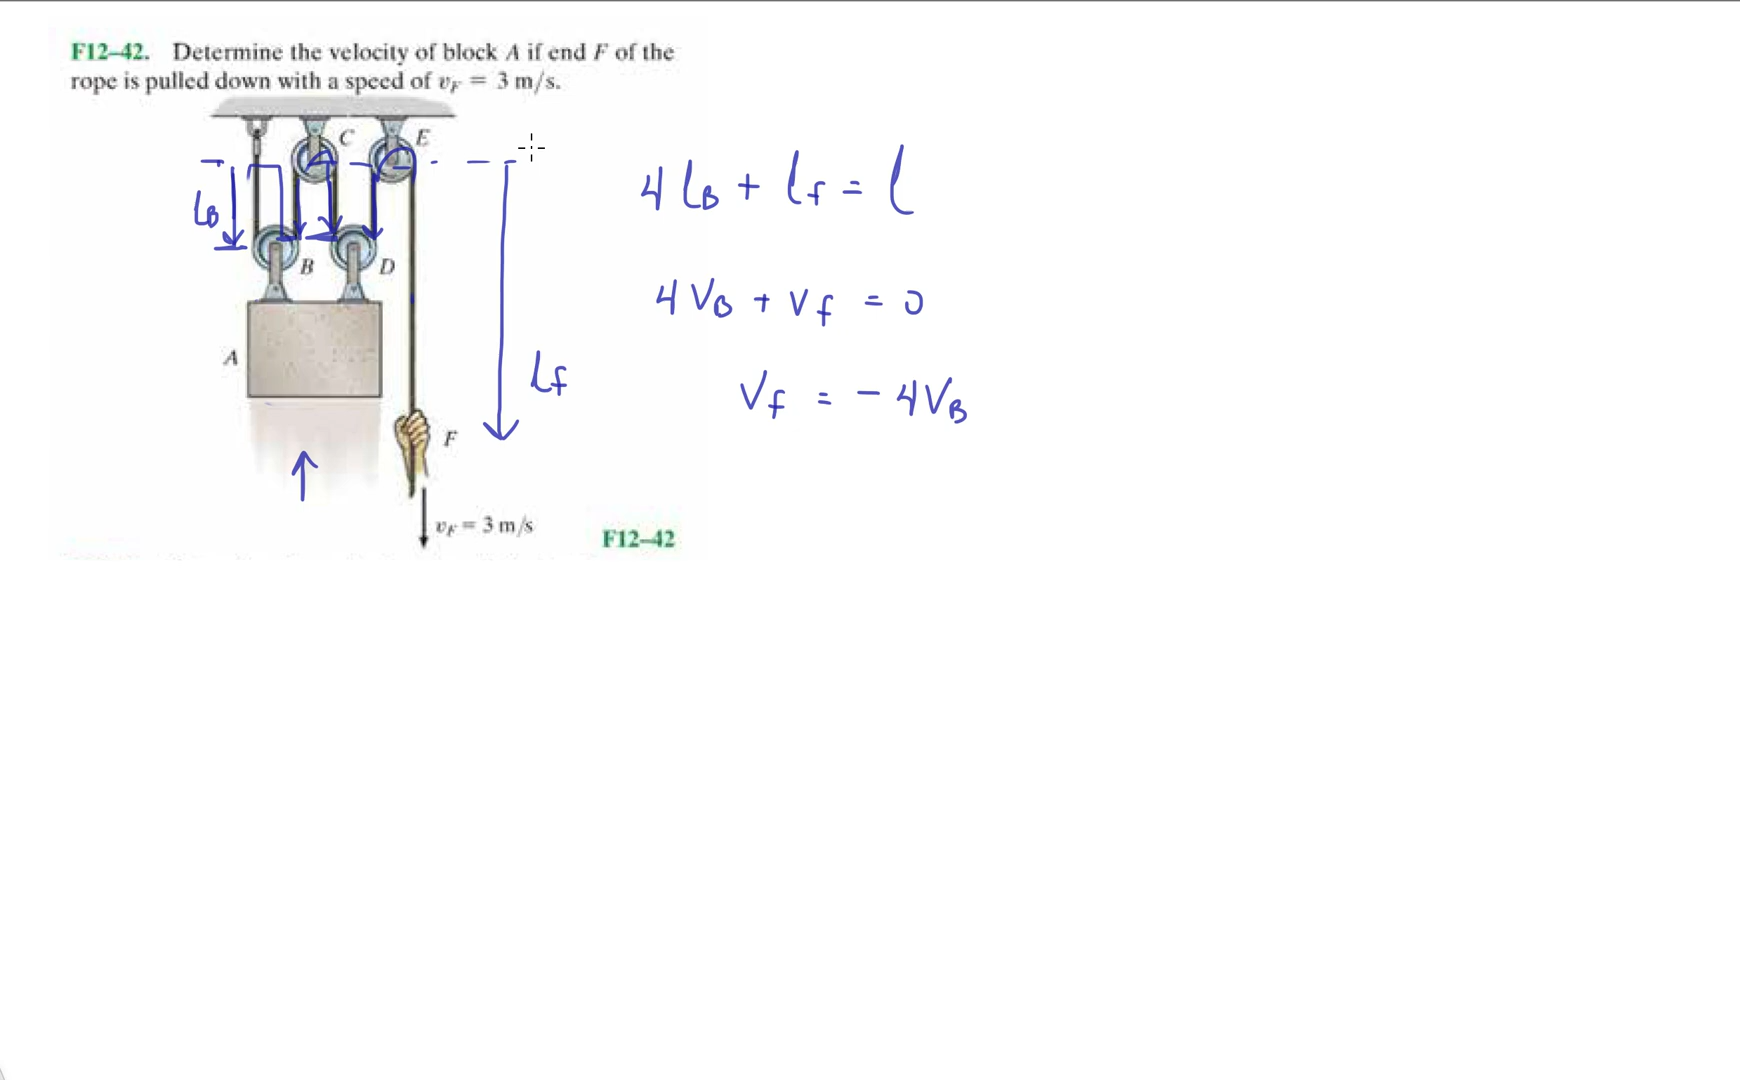 F12–42. Determine the velocity of block A if end F of the
rope is pulled down with a speed of v_F = 3 m/s.
C
E
l_B
B
D
A
F
l_f
v_F = 3 m/s
F12–42
4 l_B + l_f = l
4 V_B + V_f = 0
V_f = - 4 V_B